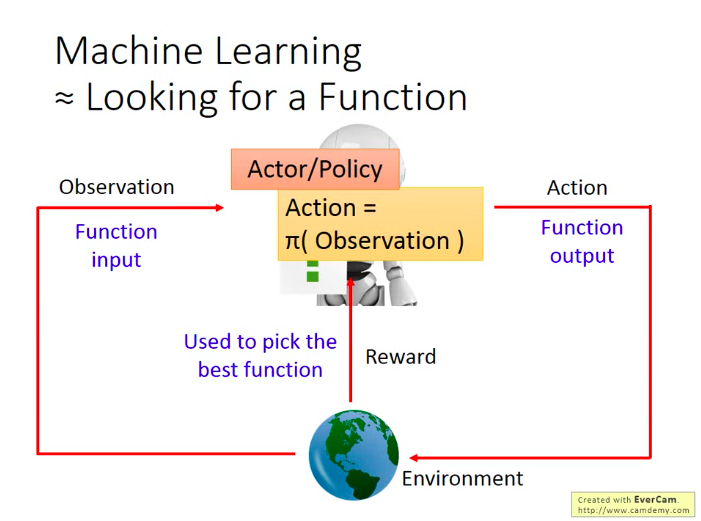 Machine Learning
≈ Looking for a Function
Actor/Policy
Observation
Action
Action =
π( Observation )
Function
input
Function
output
Used to pick the
best function
Reward
Environment
Created with EverCam.
http://www.camdemy.com